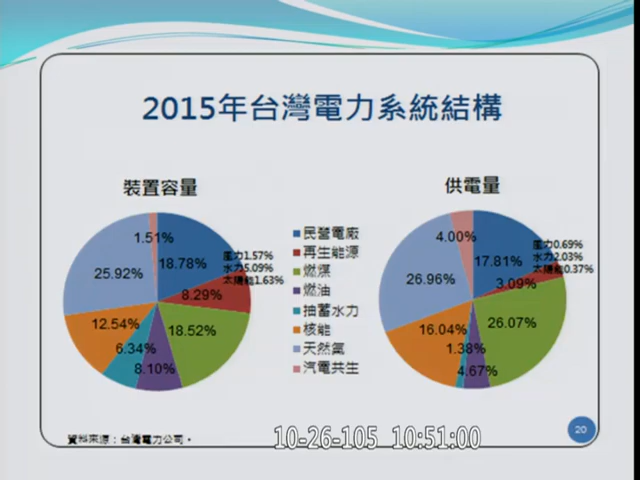 2015年台灣電力系統結構
裝置容量
1.51%
18.78%
風力1.57%
水力5.09%
太陽能1.63%
8.29%
18.52%
8.10%
6.34%
12.54%
25.92%
民營電廠
再生能源
燃煤
燃油
抽蓄水力
核能
天然氣
汽電共生
供電量
4.00%
17.81%
風力0.69%
水力2.03%
太陽能0.37%
3.09%
26.07%
4.67%
1.38%
16.04%
26.96%
資料來源：台灣電力公司。
20
10-26-105 10:51:00